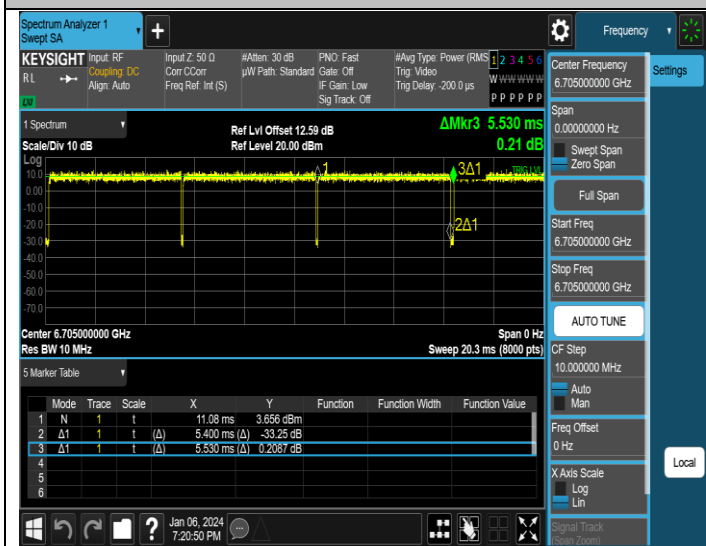 Spectrum Analyzer 1
Swept SA
Frequency
KEYSIGHT
RL
LXI
Input: RF
Coupling: DC
Align: Auto
Input Z: 50 Ω
Corr CCorr
Freq Ref: Int (S)
#Atten: 30 dB
µW Path: Standard
PNO: Fast
Gate: Off
IF Gain: Low
Sig Track: Off
#Avg Type: Power (RMS
Trig: Video
Trig Delay: -200.0 µs
1 2 3 4 5 6
W W W W W W
P P P P P P
1 Spectrum
Scale/Div 10 dB
Ref Lvl Offset 12.59 dB
Ref Level 20.00 dBm
ΔMkr3 5.530 ms
0.21 dB
Log
10.0
0.00
-10.0
-20.0
-30.0
-40.0
-50.0
-60.0
-70.0
1
3Δ1
TRIG LVL
2Δ1
Center 6.705000000 GHz
Res BW 10 MHz
Span 0 Hz
Sweep 20.3 ms (8000 pts)
5 Marker Table
Mode Trace Scale X Y Function Function Width Function Value
1 N 1 t 11.08 ms 3.656 dBm
2 Δ1 1 t (Δ) 5.400 ms (Δ) -33.25 dB
3 Δ1 1 t (Δ) 5.530 ms (Δ) 0.2087 dB
4
5
6
Jan 06, 2024
7:20:50 PM
Center Frequency
6.705000000 GHz
Span
0.00000000 Hz
Swept Span
Zero Span
Full Span
Start Freq
6.705000000 GHz
Stop Freq
6.705000000 GHz
AUTO TUNE
CF Step
10.000000 MHz
Auto
Man
Freq Offset
0 Hz
X Axis Scale
Log
Lin
Signal Track
(Span Zoom)
Settings
Local